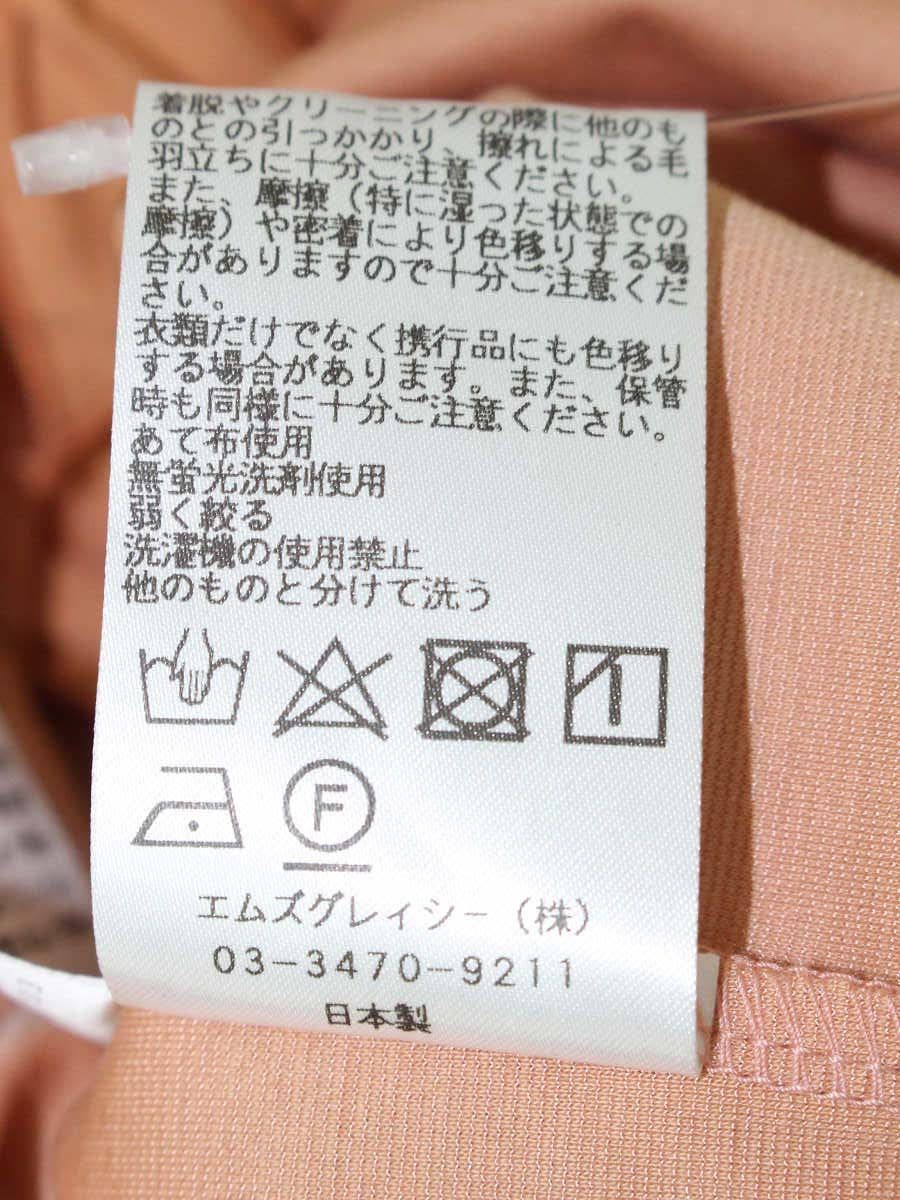 着脱やクリーニングの際に他のも
のとの引っかかり、擦れによる毛
羽立ちに十分ご注意ください。
また、摩擦（特に湿った状態での
摩擦）や密着により色移りする場
合がありますので十分ご注意くだ
さい。
衣類だけでなく携行品にも色移り
する場合があります。また、保管
時も同様に十分ご注意ください。
あて布使用
無蛍光洗剤使用
弱く絞る
洗濯機の使用禁止
他のものと分けて洗う
F
エムズグレイシー（株）
03-3470-9211
日本製